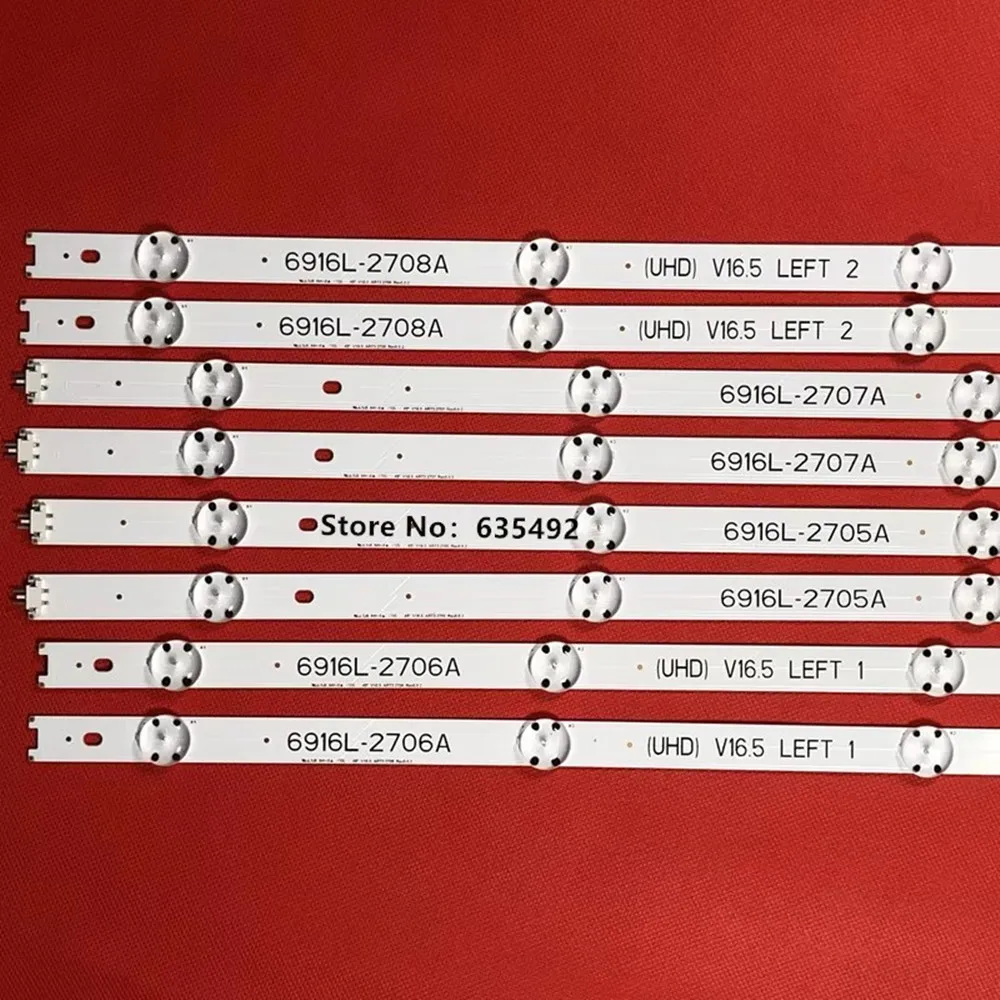 6916L-2708A (UHD) V16.5 LEFT 2
6916L-2708A (UHD) V16.5 LEFT 2
6916L-2707A
6916L-2707A
Store No: 635492
6916L-2705A
6916L-2705A
6916L-2706A (UHD) V16.5 LEFT 1
6916L-2706A (UHD) V16.5 LEFT 1